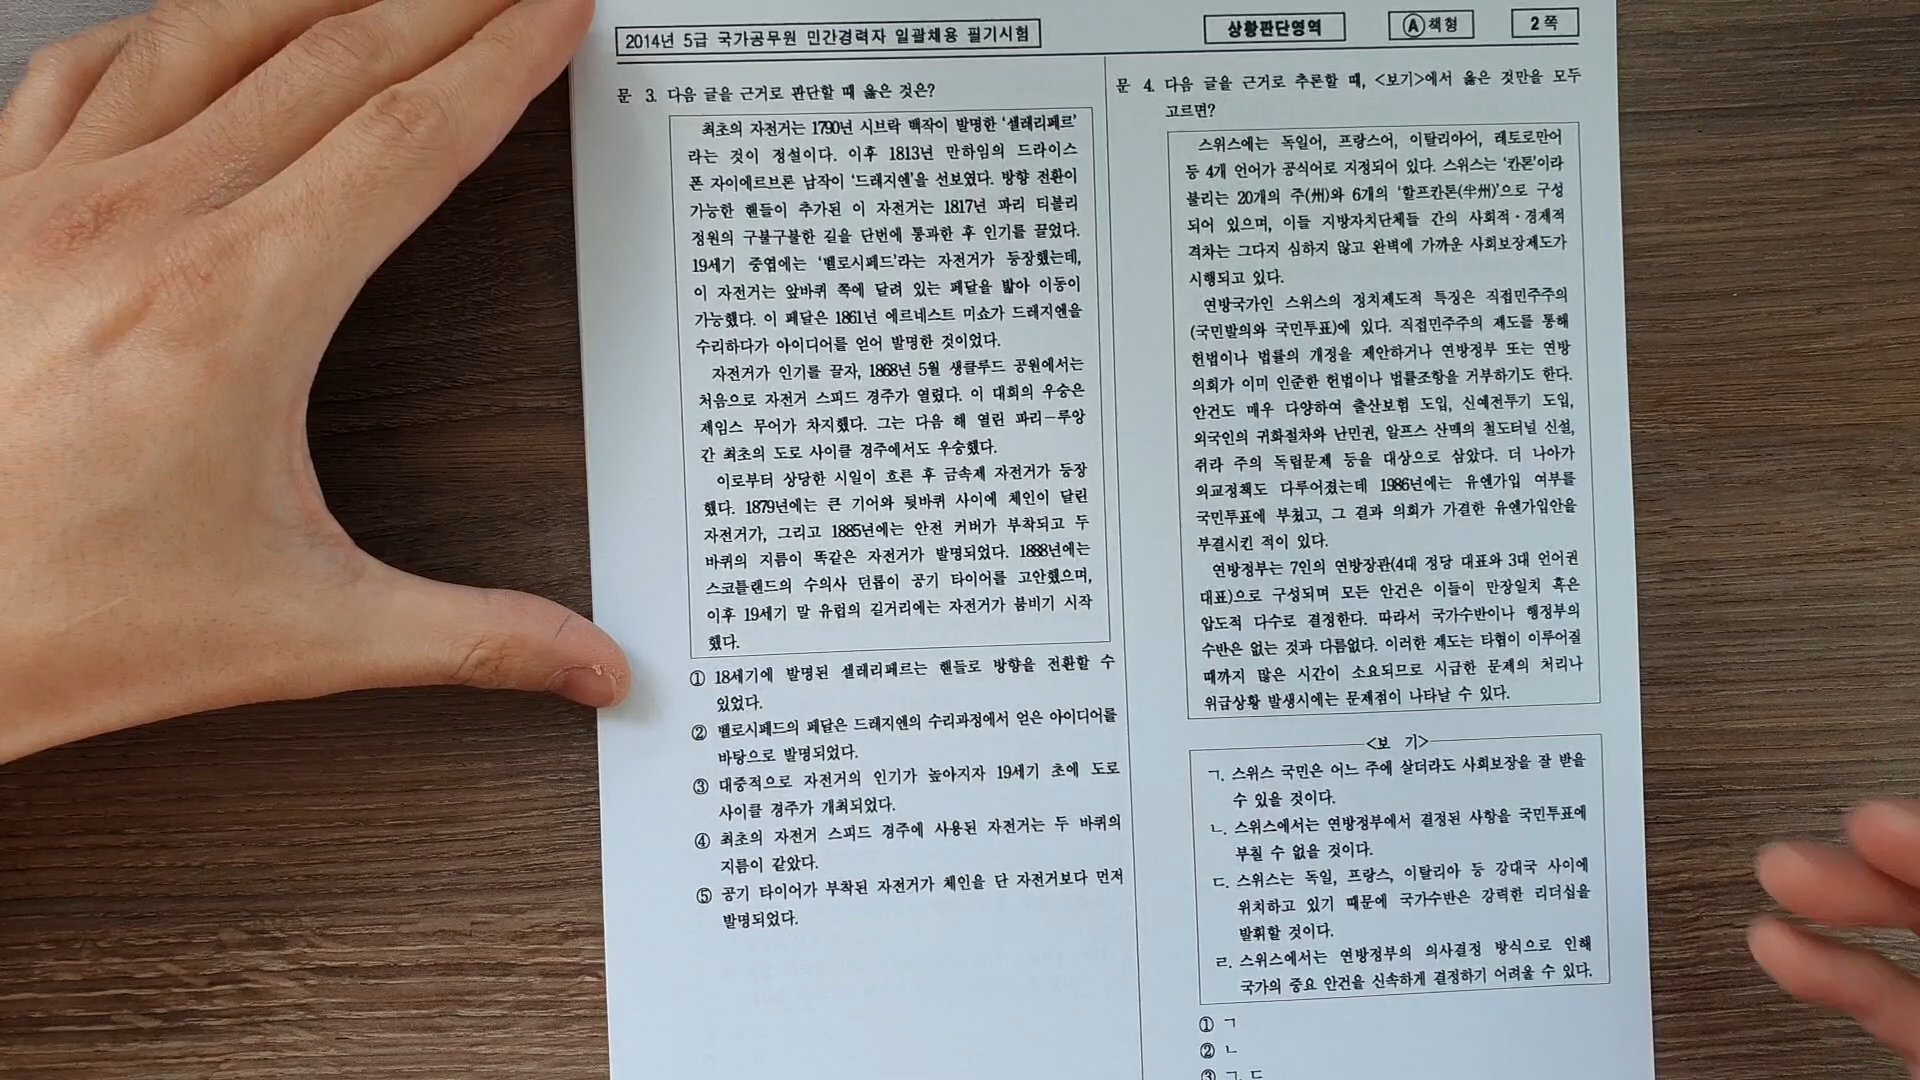 2014년 5급 국가공무원 민간경력자 일괄채용 필기시험
상황판단영역
Ⓐ책형
2쪽
문 3. 다음 글을 근거로 판단할 때 옳은 것은?
최초의 자전거는 1790년 시브락 백작이 발명한 '셀레리페르'
라는 것이 정설이다. 이후 1813년 만하임의 드라이스
폰 자이에르브론 남작이 '드레지엔'을 선보였다. 방향 전환이
가능한 핸들이 추가된 이 자전거는 1817년 파리 티볼리
정원의 구불구불한 길을 단번에 통과한 후 인기를 끌었다.
19세기 중엽에는 '벨로시페드'라는 자전거가 등장했는데,
이 자전거는 앞바퀴 쪽에 달려 있는 페달을 밟아 이동이
가능했다. 이 페달은 1861년 에르네스트 미쇼가 드레지엔을
수리하다가 아이디어를 얻어 발명한 것이었다.
자전거가 인기를 끌자, 1868년 5월 생클루드 공원에서는
처음으로 자전거 스피드 경주가 열렸다. 이 대회의 우승은
제임스 무어가 차지했다. 그는 다음 해 열린 파리-루앙
간 최초의 도로 사이클 경주에서도 우승했다.
이로부터 상당한 시일이 흐른 후 금속제 자전거가 등장
했다. 1879년에는 큰 기어와 뒷바퀴 사이에 체인이 달린
자전거가, 그리고 1885년에는 안전 커버가 부착되고 두
바퀴의 지름이 똑같은 자전거가 발명되었다. 1888년에는
스코틀랜드의 수의사 던롭이 공기 타이어를 고안했으며,
이후 19세기 말 유럽의 길거리에는 자전거가 붐비기 시작
했다.
① 18세기에 발명된 셀레리페르는 핸들로 방향을 전환할 수
있었다.
② 벨로시페드의 페달은 드레지엔의 수리과정에서 얻은 아이디어를
바탕으로 발명되었다.
③ 대중적으로 자전거의 인기가 높아지자 19세기 초에 도로
사이클 경주가 개최되었다.
④ 최초의 자전거 스피드 경주에 사용된 자전거는 두 바퀴의
지름이 같았다.
⑤ 공기 타이어가 부착된 자전거가 체인을 단 자전거보다 먼저
발명되었다.
문 4. 다음 글을 근거로 추론할 때, <보기>에서 옳은 것만을 모두
고르면?
스위스에는 독일어, 프랑스어, 이탈리아어, 레토로만어
등 4개 언어가 공식어로 지정되어 있다. 스위스는 '칸톤'이라
불리는 20개의 주(州)와 6개의 '할프칸톤(半州)'으로 구성
되어 있으며, 이들 지방자치단체들 간의 사회적·경제적
격차는 그다지 심하지 않고 완벽에 가까운 사회보장제도가
시행되고 있다.
연방국가인 스위스의 정치제도적 특징은 직접민주주의
(국민발의와 국민투표)에 있다. 직접민주주의 제도를 통해
헌법이나 법률의 개정을 제안하거나 연방정부 또는 연방
의회가 이미 인준한 헌법이나 법률조항을 거부하기도 한다.
안건도 매우 다양하여 출산보험 도입, 신예전투기 도입,
외국인의 귀화절차와 난민권, 알프스 산맥의 철도터널 신설,
쥐라 주의 독립문제 등을 대상으로 삼았다. 더 나아가
외교정책도 다루어졌는데 1986년에는 유엔가입 여부를
국민투표에 부쳤고, 그 결과 의회가 가결한 유엔가입안을
부결시킨 적이 있다.
연방정부는 7인의 연방장관(4대 정당 대표와 3대 언어권
대표)으로 구성되며 모든 안건은 이들이 만장일치 혹은
압도적 다수로 결정한다. 따라서 국가수반이나 행정부의
수반은 없는 것과 다름없다. 이러한 제도는 타협이 이루어질
때까지 많은 시간이 소요되므로 시급한 문제의 처리나
위급상황 발생시에는 문제점이 나타날 수 있다.
<보 기>
ㄱ. 스위스 국민은 어느 주에 살더라도 사회보장을 잘 받을
수 있을 것이다.
ㄴ. 스위스에서는 연방정부에서 결정된 사항을 국민투표에
부칠 수 없을 것이다.
ㄷ. 스위스는 독일, 프랑스, 이탈리아 등 강대국 사이에
위치하고 있기 때문에 국가수반은 강력한 리더십을
발휘할 것이다.
ㄹ. 스위스에서는 연방정부의 의사결정 방식으로 인해
국가의 중요 안건을 신속하게 결정하기 어려울 수 있다.
① ㄱ
② ㄴ
③ ㄱ, ㄷ